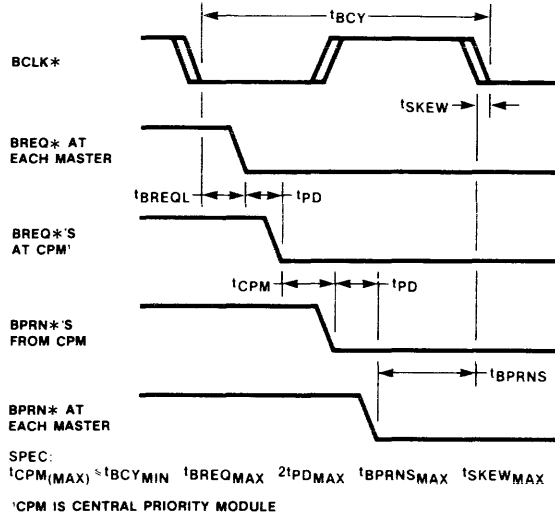 tBCY
BCLK*
tSKEW
BREQ* AT
EACH MASTER
tBREQL
tPD
BREQ*'S
AT CPM¹
tCPM
tPD
BPRN*'S
FROM CPM
tBPRNS
BPRN* AT
EACH MASTER
SPEC:
tCPM(MAX) ≤ tBCYMIN tBREQMAX 2tPDMAX tBPRNSMAX tSKEWMAX
¹CPM IS CENTRAL PRIORITY MODULE